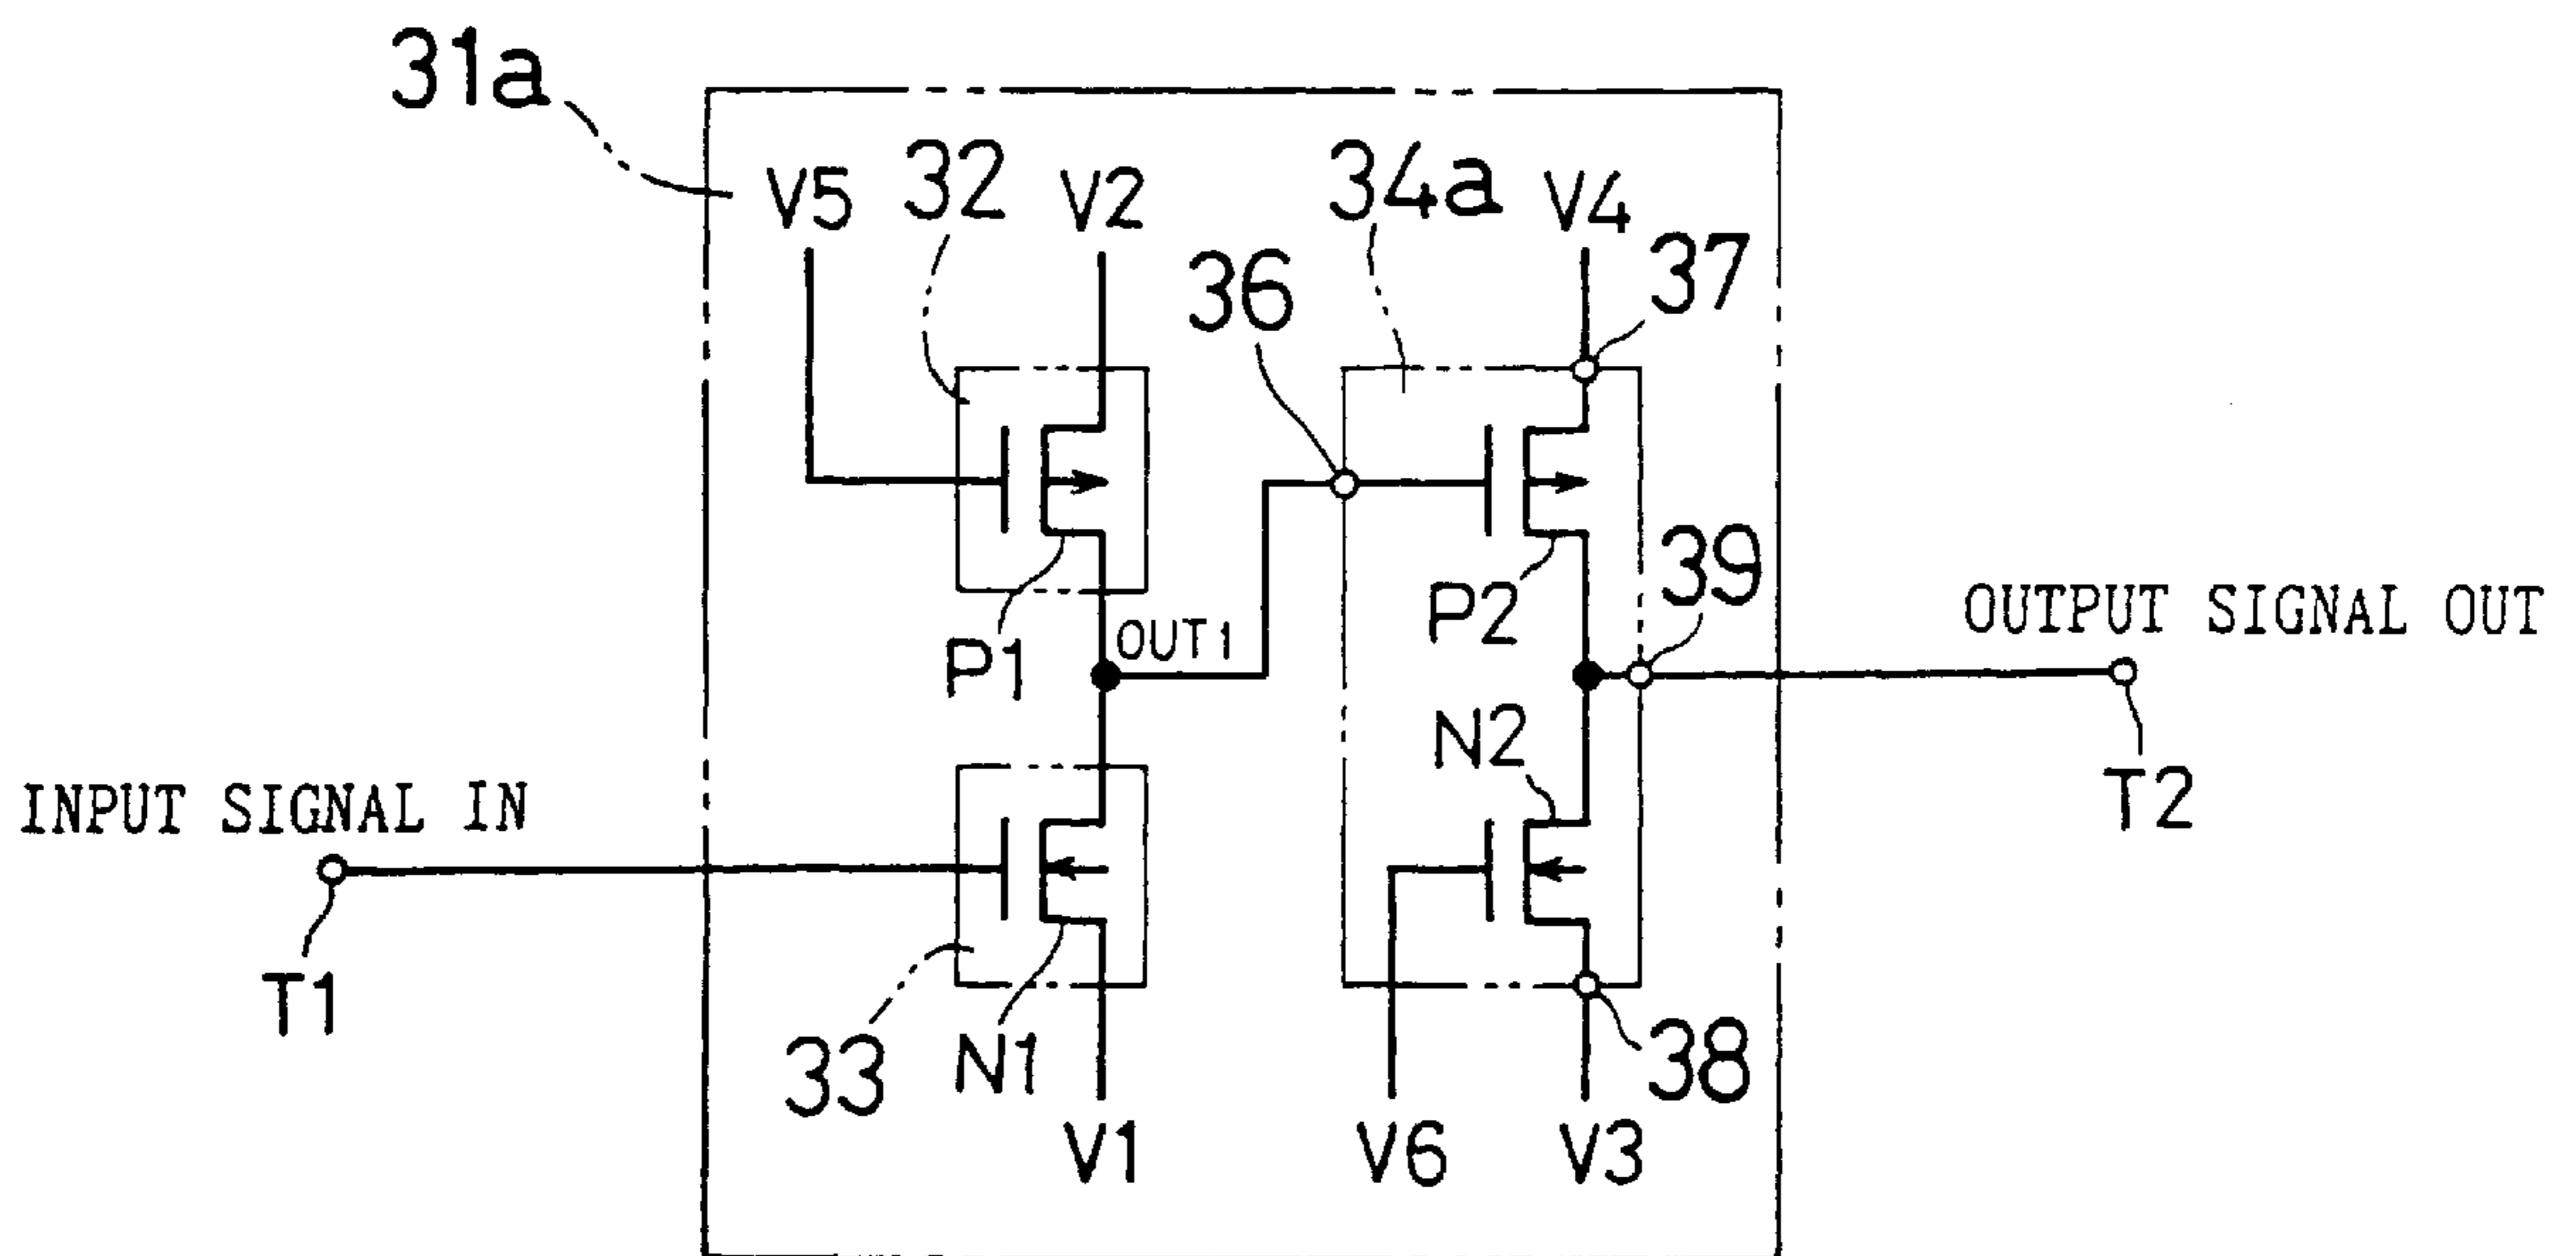 31a
V5
32
V2
34a
V4
36
37
P1
OUT1
P2
39
OUTPUT SIGNAL OUT
N2
T2
INPUT SIGNAL IN
T1
33
N1
38
V1
V6
V3